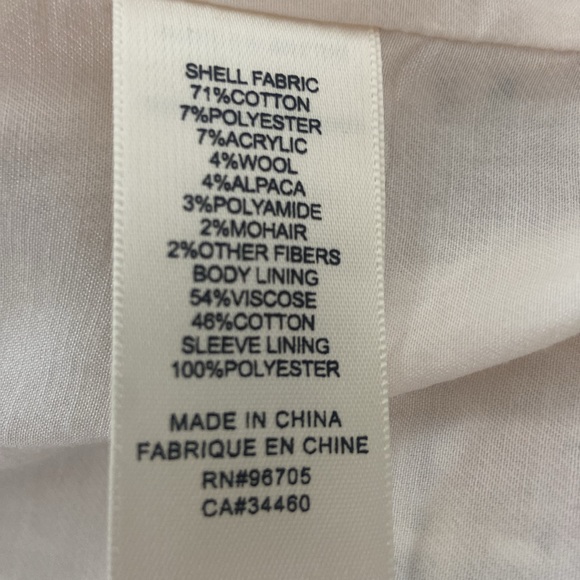 SHELL FABRIC
71%COTTON
7%POLYESTER
7%ACRYLIC
4%WOOL
4%ALPACA
3%POLYAMIDE
2%MOHAIR
2%OTHER FIBERS
BODY LINING
54%VISCOSE
46%COTTON
SLEEVE LINING
100%POLYESTER
MADE IN CHINA
FABRIQUE EN CHINE
RN#96705
CA#34460